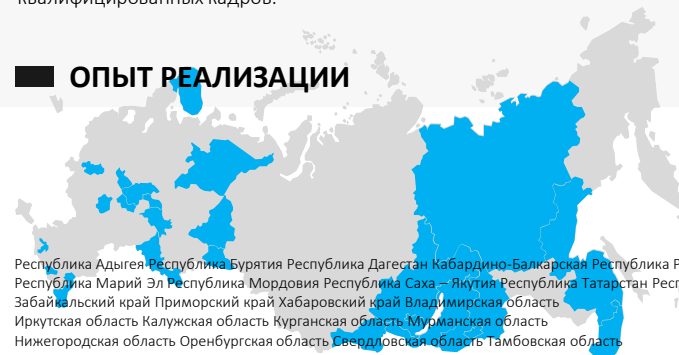 квалифицированных кадров.
ОПЫТ РЕАЛИЗАЦИИ
Республика Адыгея Республика Бурятия Республика Дагестан Кабардино-Балкарская Республика
Республика Марий Эл Республика Мордовия Республика Саха – Якутия Республика Татарстан
Забайкальский край Приморский край Хабаровский край Владимирская область
Иркутская область Калужская область Курганская область Мурманская область
Нижегородская область Оренбургская область Свердловская область Тамбовская область